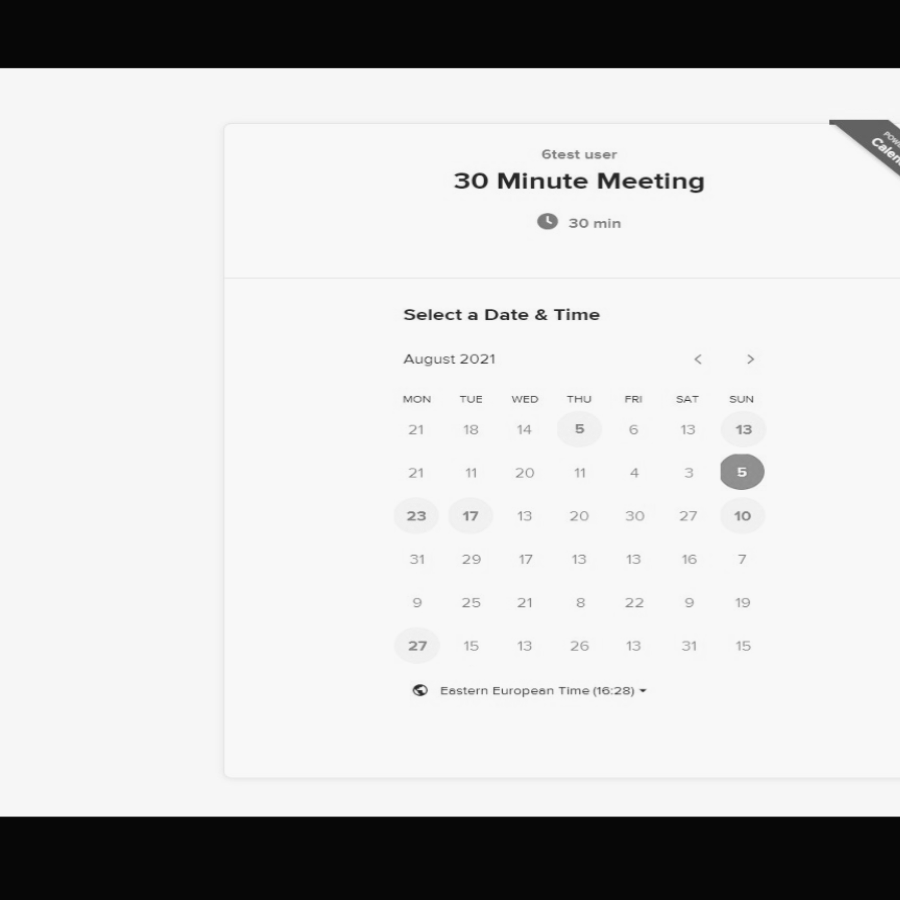 6test user
30 Minute Meeting
30 min
Select a Date & Time
August 2021
MON TUE WED THU FRI SAT SUN
21 18 14 5 6 13 13
21 11 20 11 4 3 5
23 17 13 20 30 27 10
31 29 17 13 13 16 7
9 25 21 8 22 9 19
27 15 13 26 13 31 15
Eastern European Time (16:28)